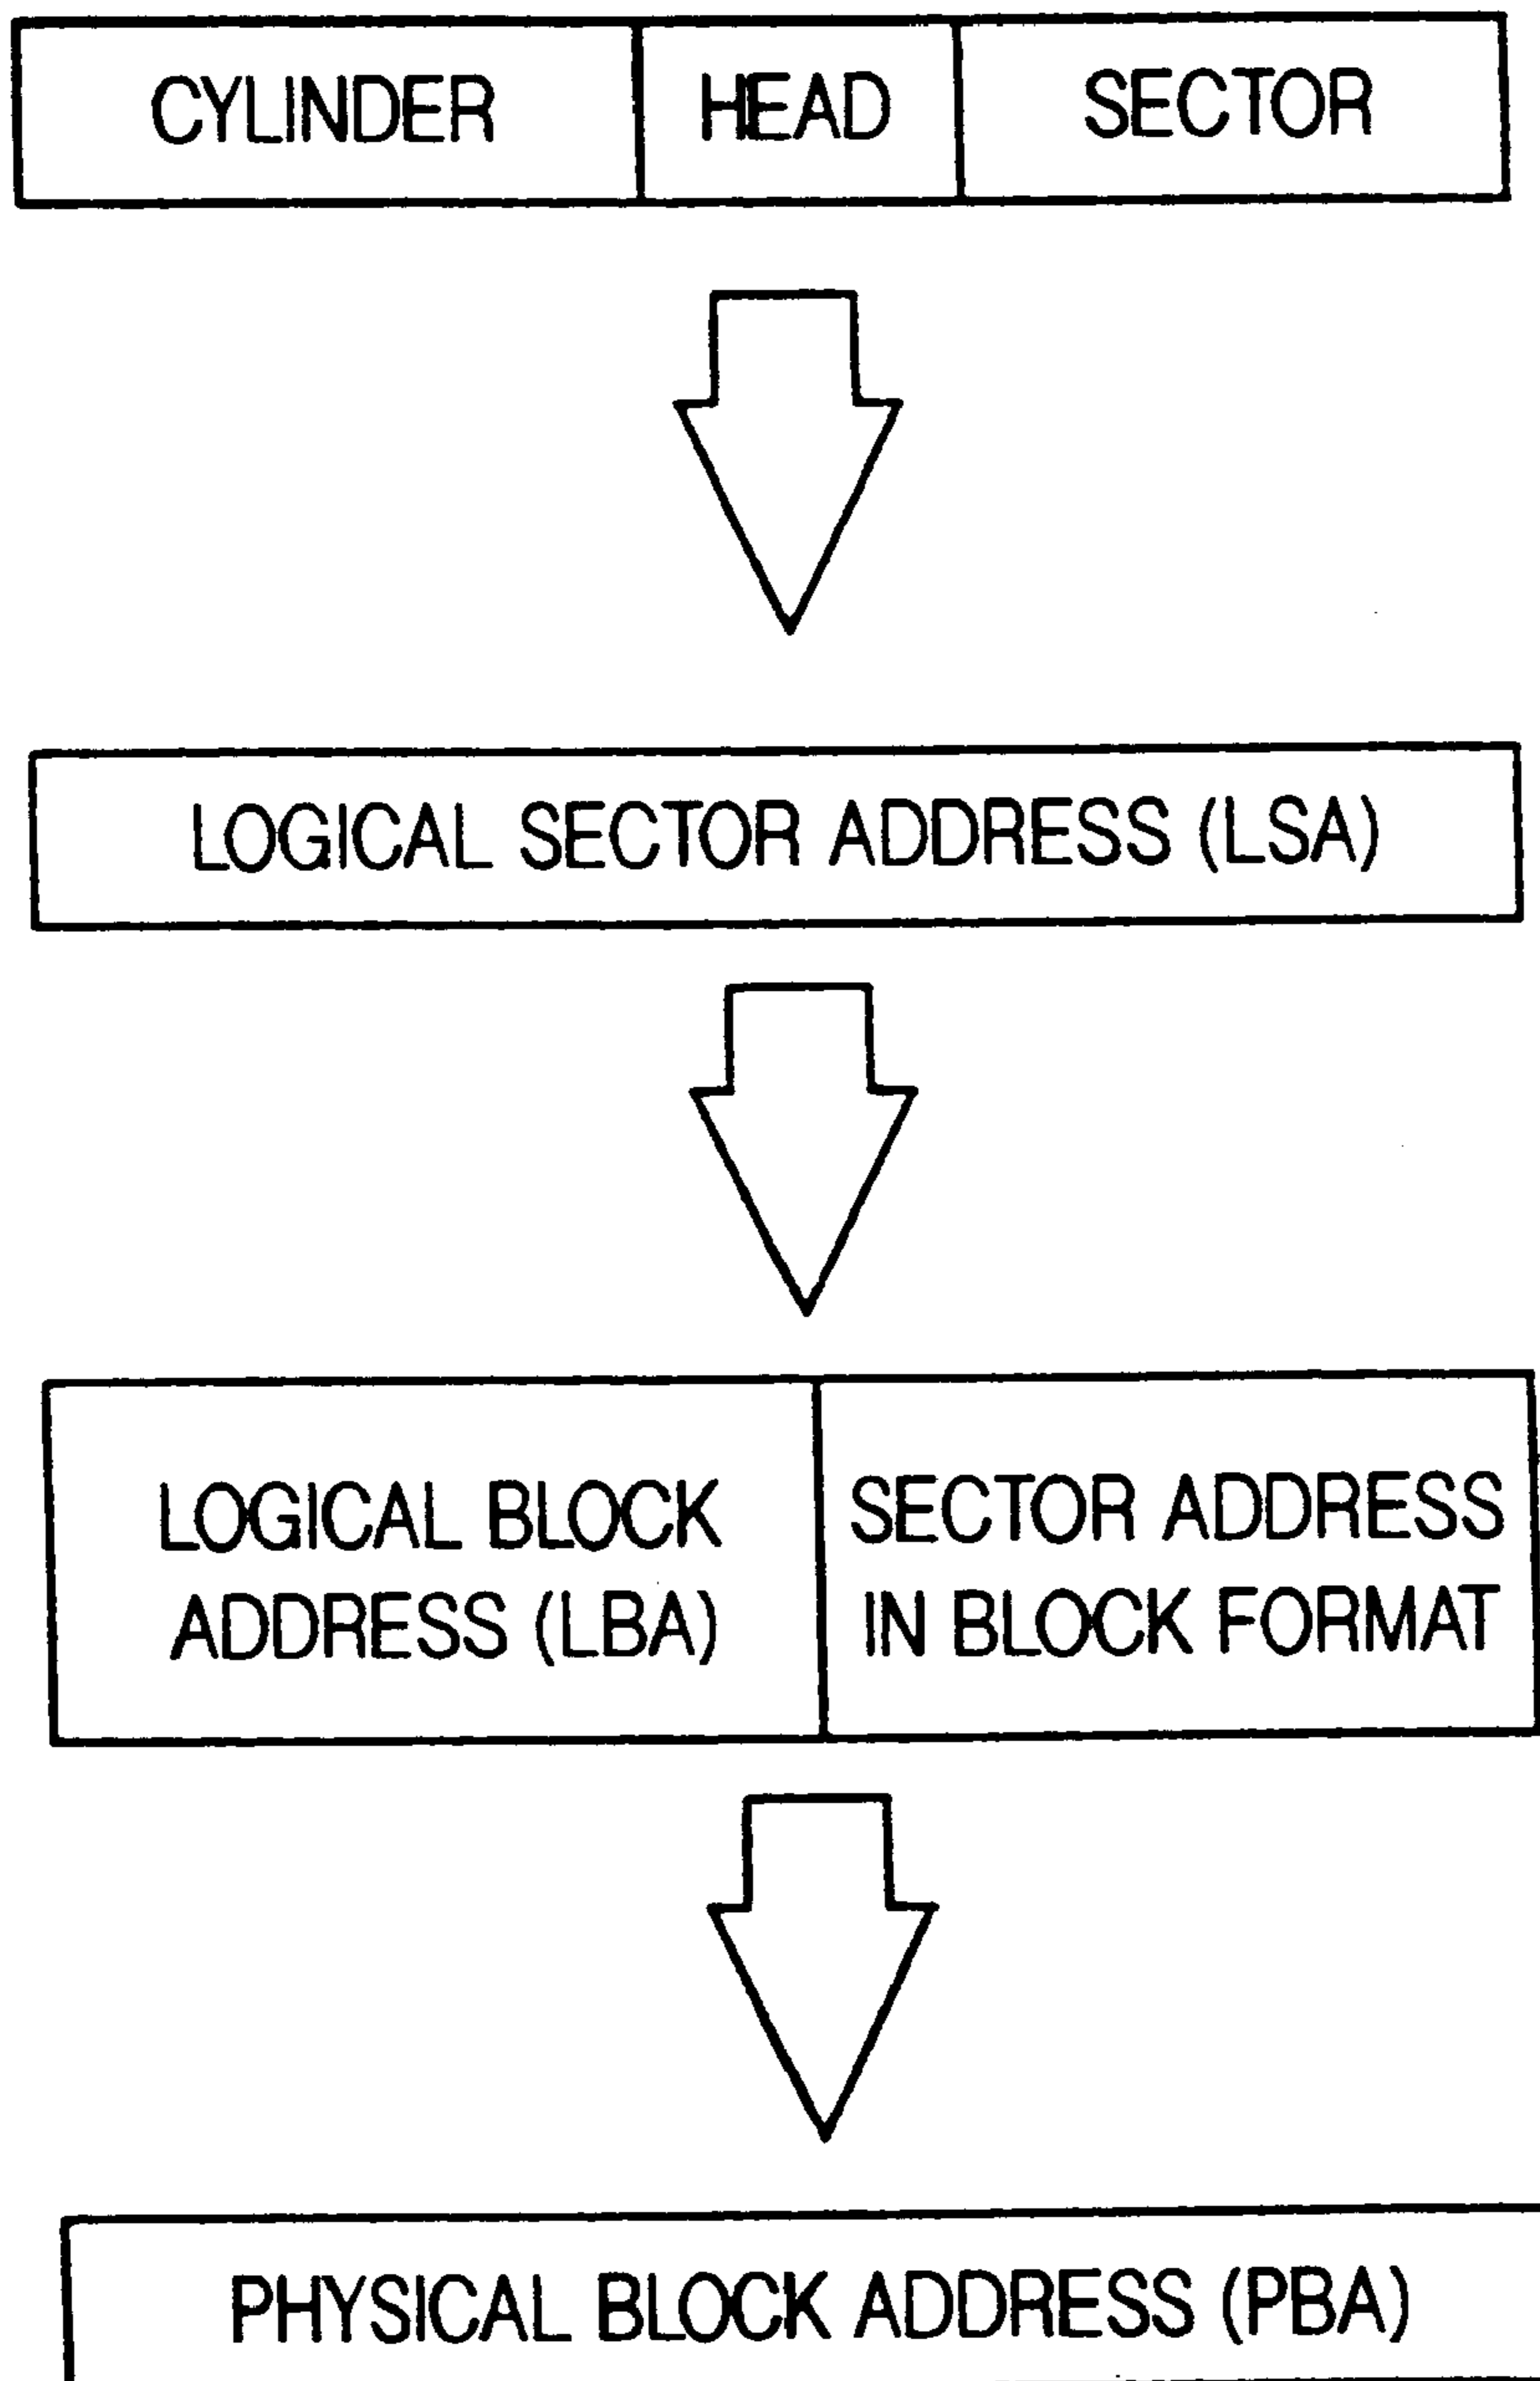 CYLINDER HEAD SECTOR
LOGICAL SECTOR ADDRESS (LSA)
LOGICAL BLOCK
ADDRESS (LBA)
SECTOR ADDRESS
IN BLOCK FORMAT
PHYSICAL BLOCK ADDRESS (PBA)